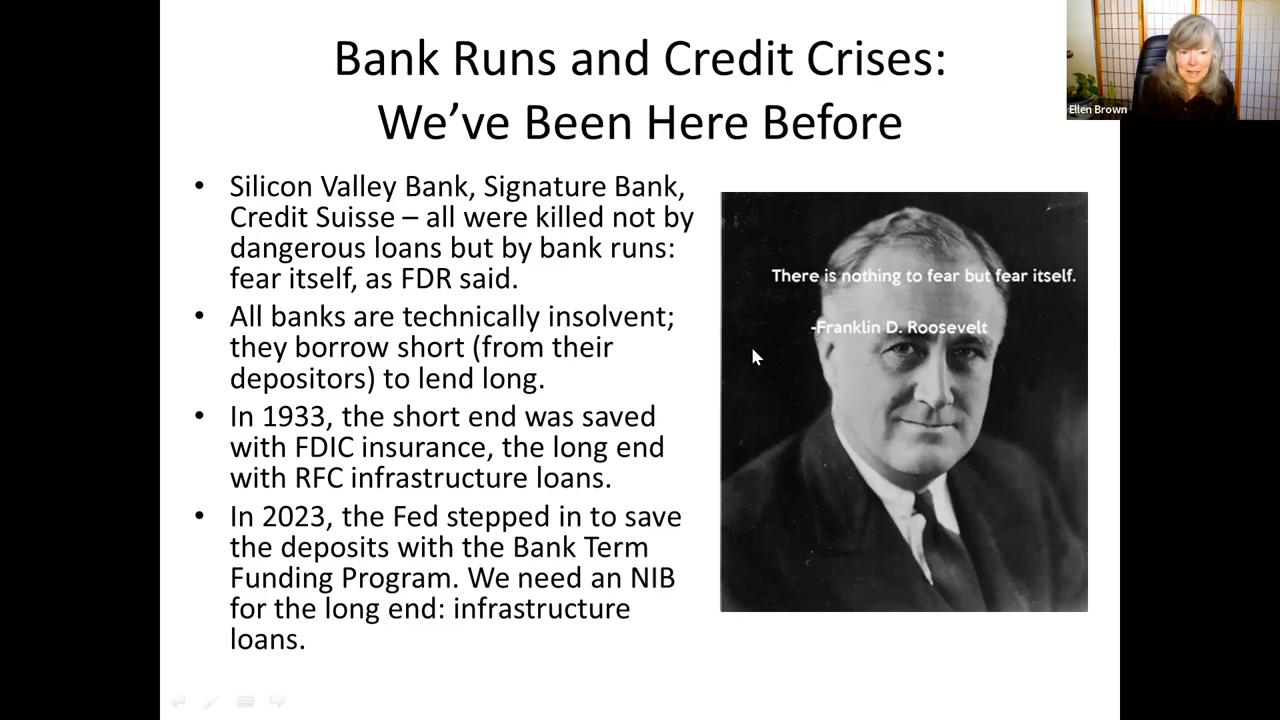 Bank Runs and Credit Crises:
We’ve Been Here Before
Ellen Brown
• Silicon Valley Bank, Signature Bank,
Credit Suisse – all were killed not by
dangerous loans but by bank runs:
fear itself, as FDR said.
• All banks are technically insolvent;
they borrow short (from their
depositors) to lend long.
• In 1933, the short end was saved
with FDIC insurance, the long end
with RFC infrastructure loans.
• In 2023, the Fed stepped in to save
the deposits with the Bank Term
Funding Program. We need an NIB
for the long end: infrastructure
loans.
There is nothing to fear but fear itself.
-Franklin D. Roosevelt